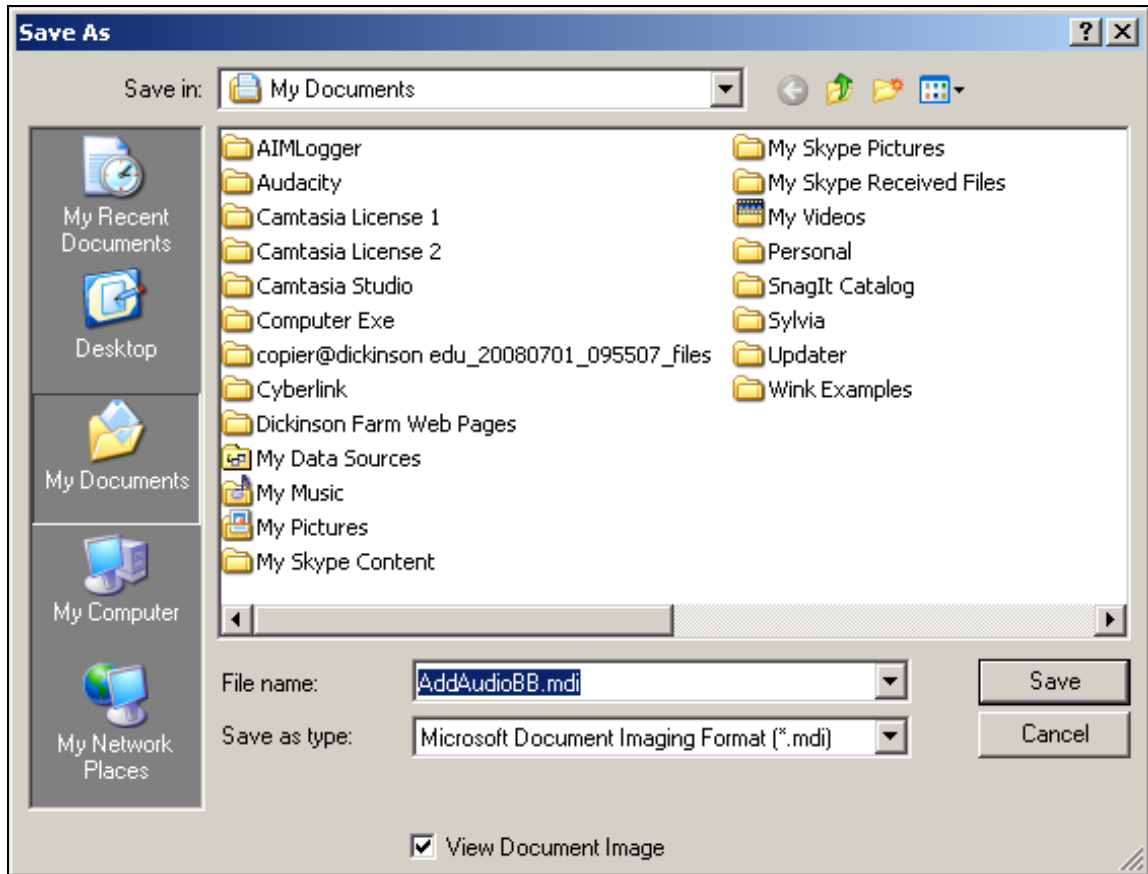 Save As
Save in:
My Documents
My Recent
Documents
Desktop
My Documents
My Computer
My Network
Places
AIMLogger
Audacity
Camtasia License 1
Camtasia License 2
Camtasia Studio
Computer Exe
copier@dickinson edu_20080701_095507_files
Cyberlink
Dickinson Farm Web Pages
My Data Sources
My Music
My Pictures
My Skype Content
My Skype Pictures
My Skype Received Files
My Videos
Personal
SnagIt Catalog
Sylvia
Updater
Wink Examples
File name:
AddAudioBB.mdi
Save
Save as type:
Microsoft Document Imaging Format (*.mdi)
Cancel
View Document Image